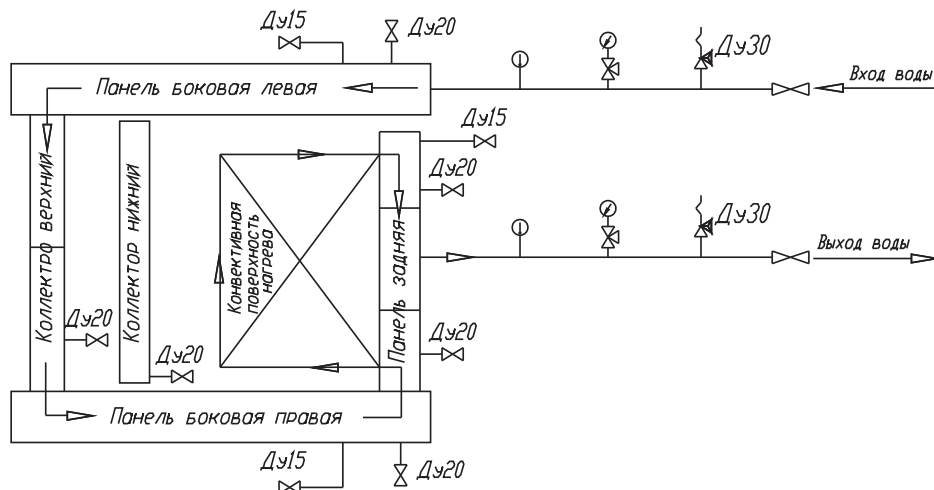 Ду15
Ду20
Ду30
Вход воды
Панель боковая левая
Ду15
Ду20
Коллектро верхний
Коллектор нижний
Конвективная
поверхность
нагрева
Панель задняя
Ду30
Выход воды
Ду20
Ду20
Ду20
Панель боковая правая
Ду15
Ду20